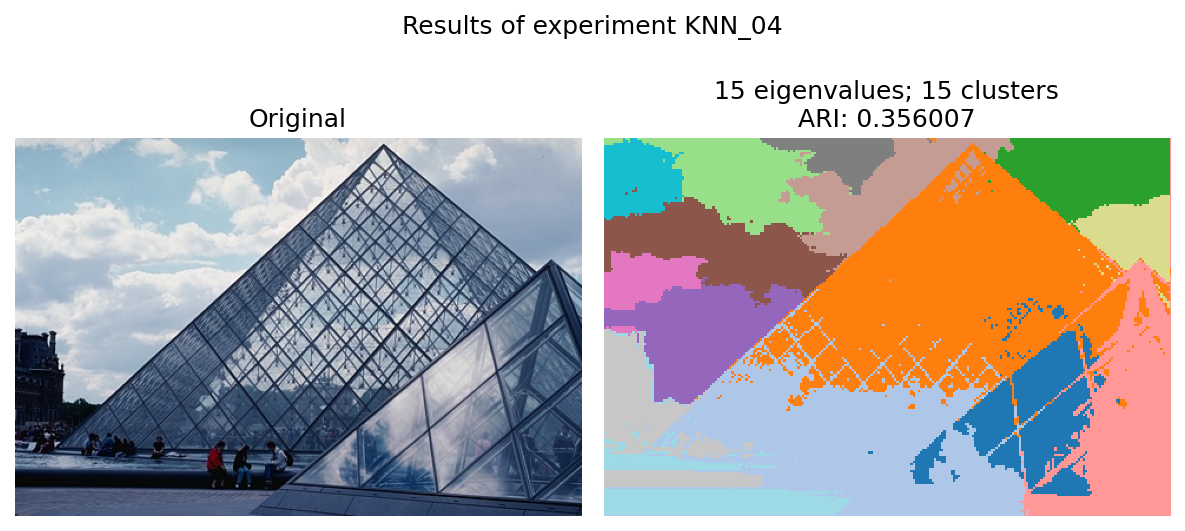 Results of experiment KNN_04
Original
15 eigenvalues; 15 clusters
ARI: 0.356007